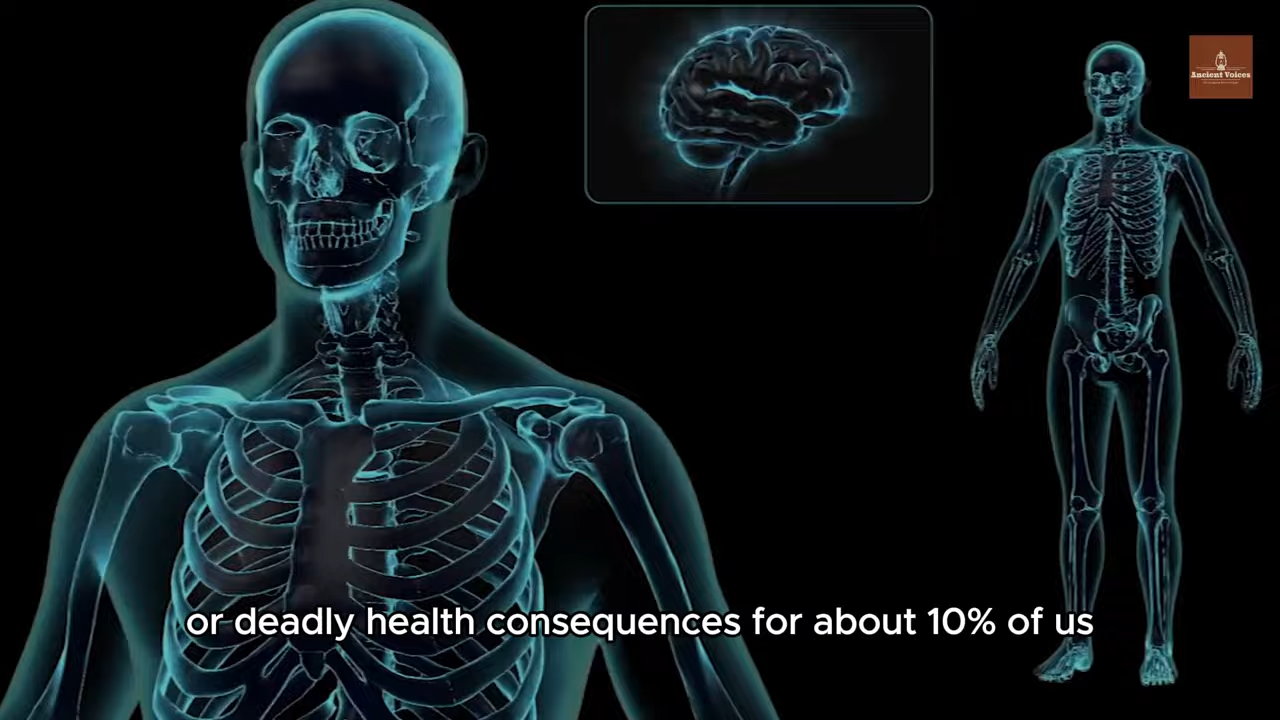 Ancient Voices
or deadly health consequences for about 10% of us